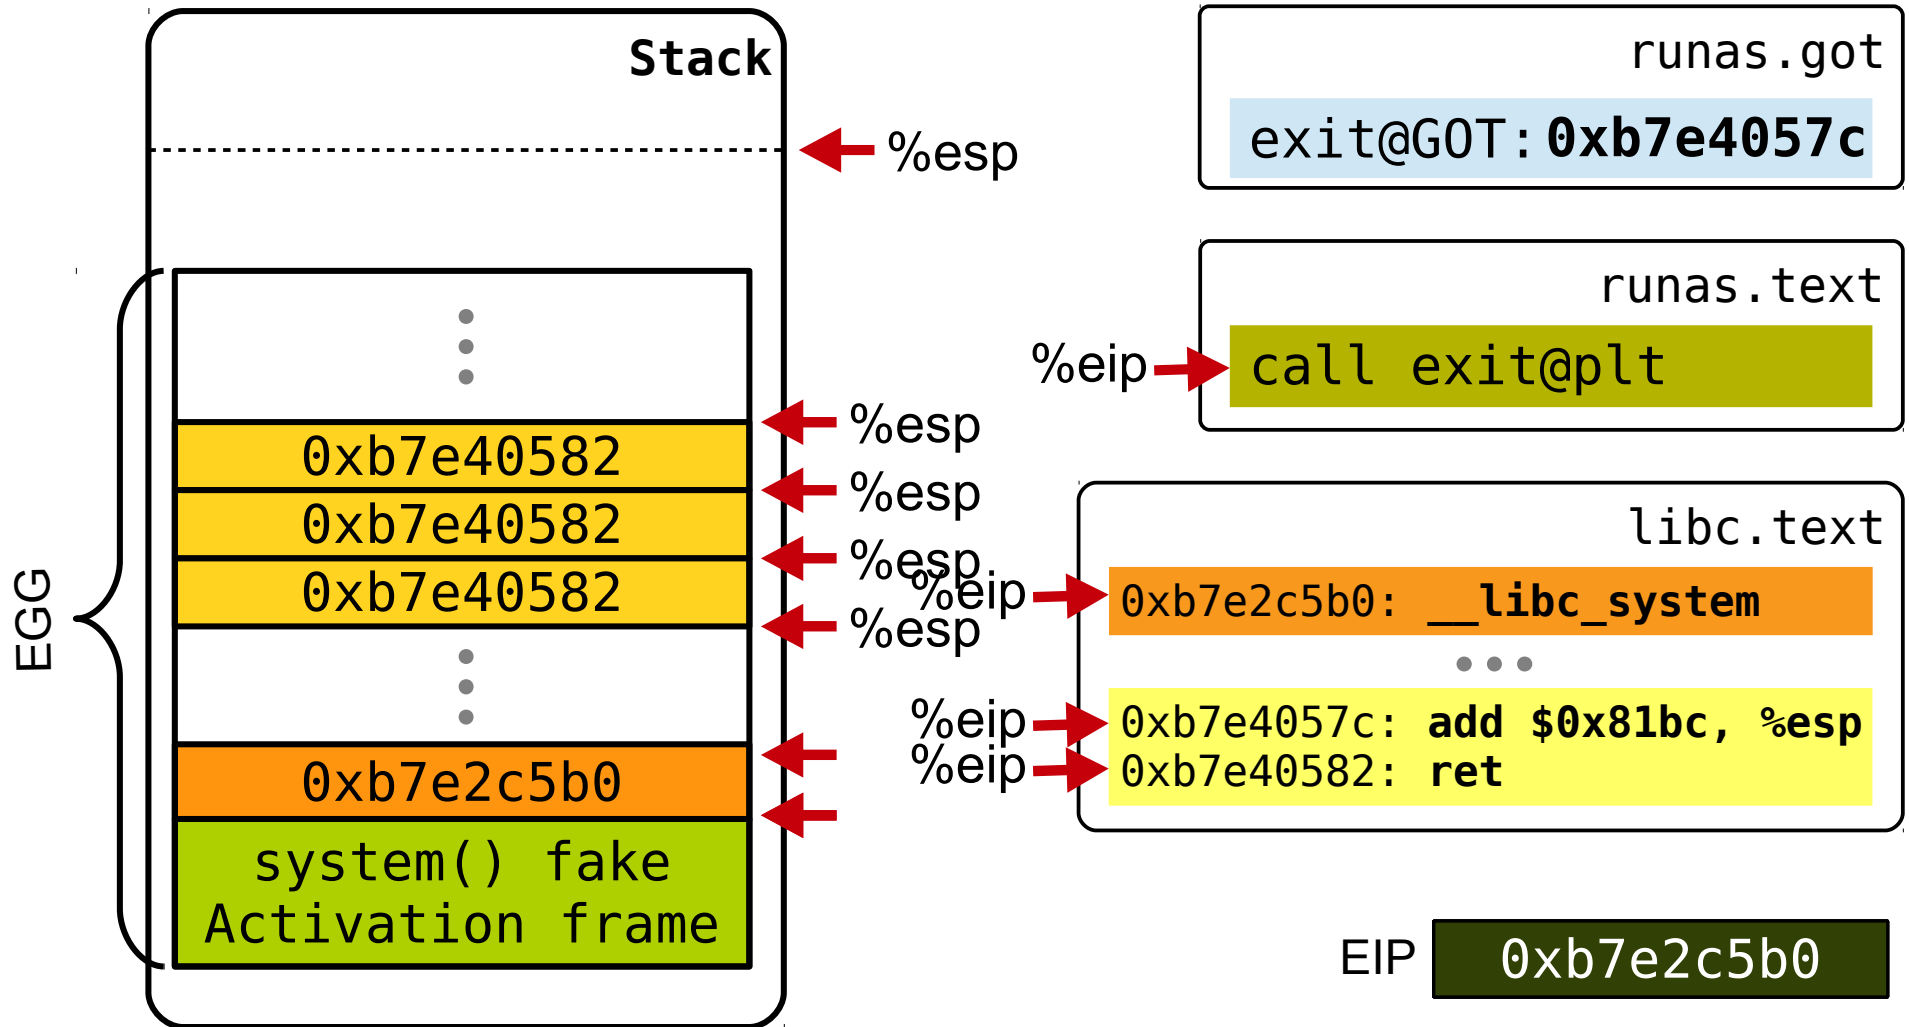 Stack
%esp
EGG
0xb7e40582
%esp
0xb7e40582
%esp
0xb7e40582
%esp
%esp
0xb7e2c5b0
system() fake
Activation frame
runas.got
exit@GOT: 0xb7e4057c
runas.text
%eip
call exit@plt
libc.text
%eip
0xb7e2c5b0: __libc_system
%eip
0xb7e4057c: add $0x81bc, %esp
%eip
0xb7e40582: ret
EIP
0xb7e2c5b0